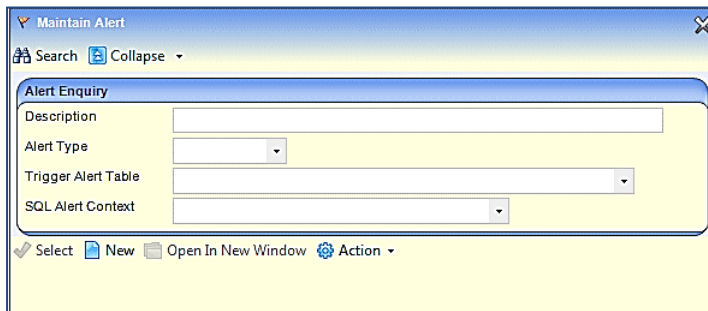 Maintain Alert
Search Collapse
Alert Enquiry
Description
Alert Type
Trigger Alert Table
SQL Alert Context
Select New Open In New Window Action